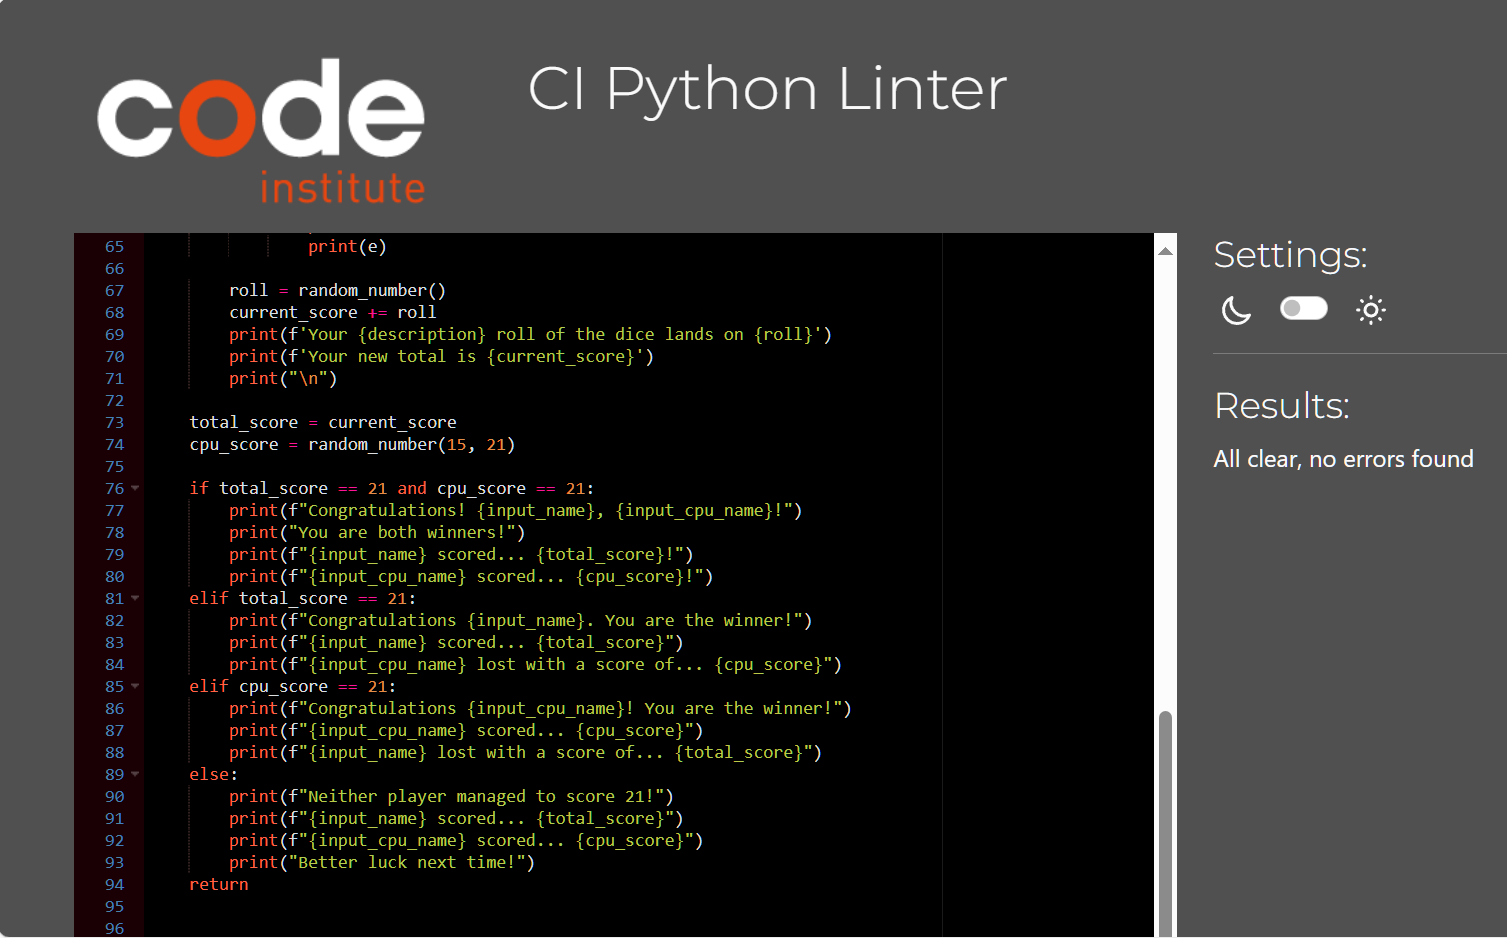 code
institute
CI Python Linter
65 print(e)
66
67 roll = random_number()
68 current_score += roll
69 print(f'Your {description} roll of the dice lands on {roll}')
70 print(f'Your new total is {current_score}')
71 print("\n")
72
73 total_score = current_score
74 cpu_score = random_number(15, 21)
75
76 if total_score == 21 and cpu_score == 21:
77 print(f"Congratulations! {input_name}, {input_cpu_name}!")
78 print("You are both winners!")
79 print(f"{input_name} scored... {total_score}!")
80 print(f"{input_cpu_name} scored... {cpu_score}!")
81 elif total_score == 21:
82 print(f"Congratulations {input_name}. You are the winner!")
83 print(f"{input_name} scored... {total_score}")
84 print(f"{input_cpu_name} lost with a score of... {cpu_score}")
85 elif cpu_score == 21:
86 print(f"Congratulations {input_cpu_name}! You are the winner!")
87 print(f"{input_cpu_name} scored... {cpu_score}")
88 print(f"{input_name} lost with a score of... {total_score}")
89 else:
90 print(f"Neither player managed to score 21!")
91 print(f"{input_name} scored... {total_score}")
92 print(f"{input_cpu_name} scored... {cpu_score}")
93 print("Better luck next time!")
94 return
95
96
Settings:
Results:
All clear, no errors found